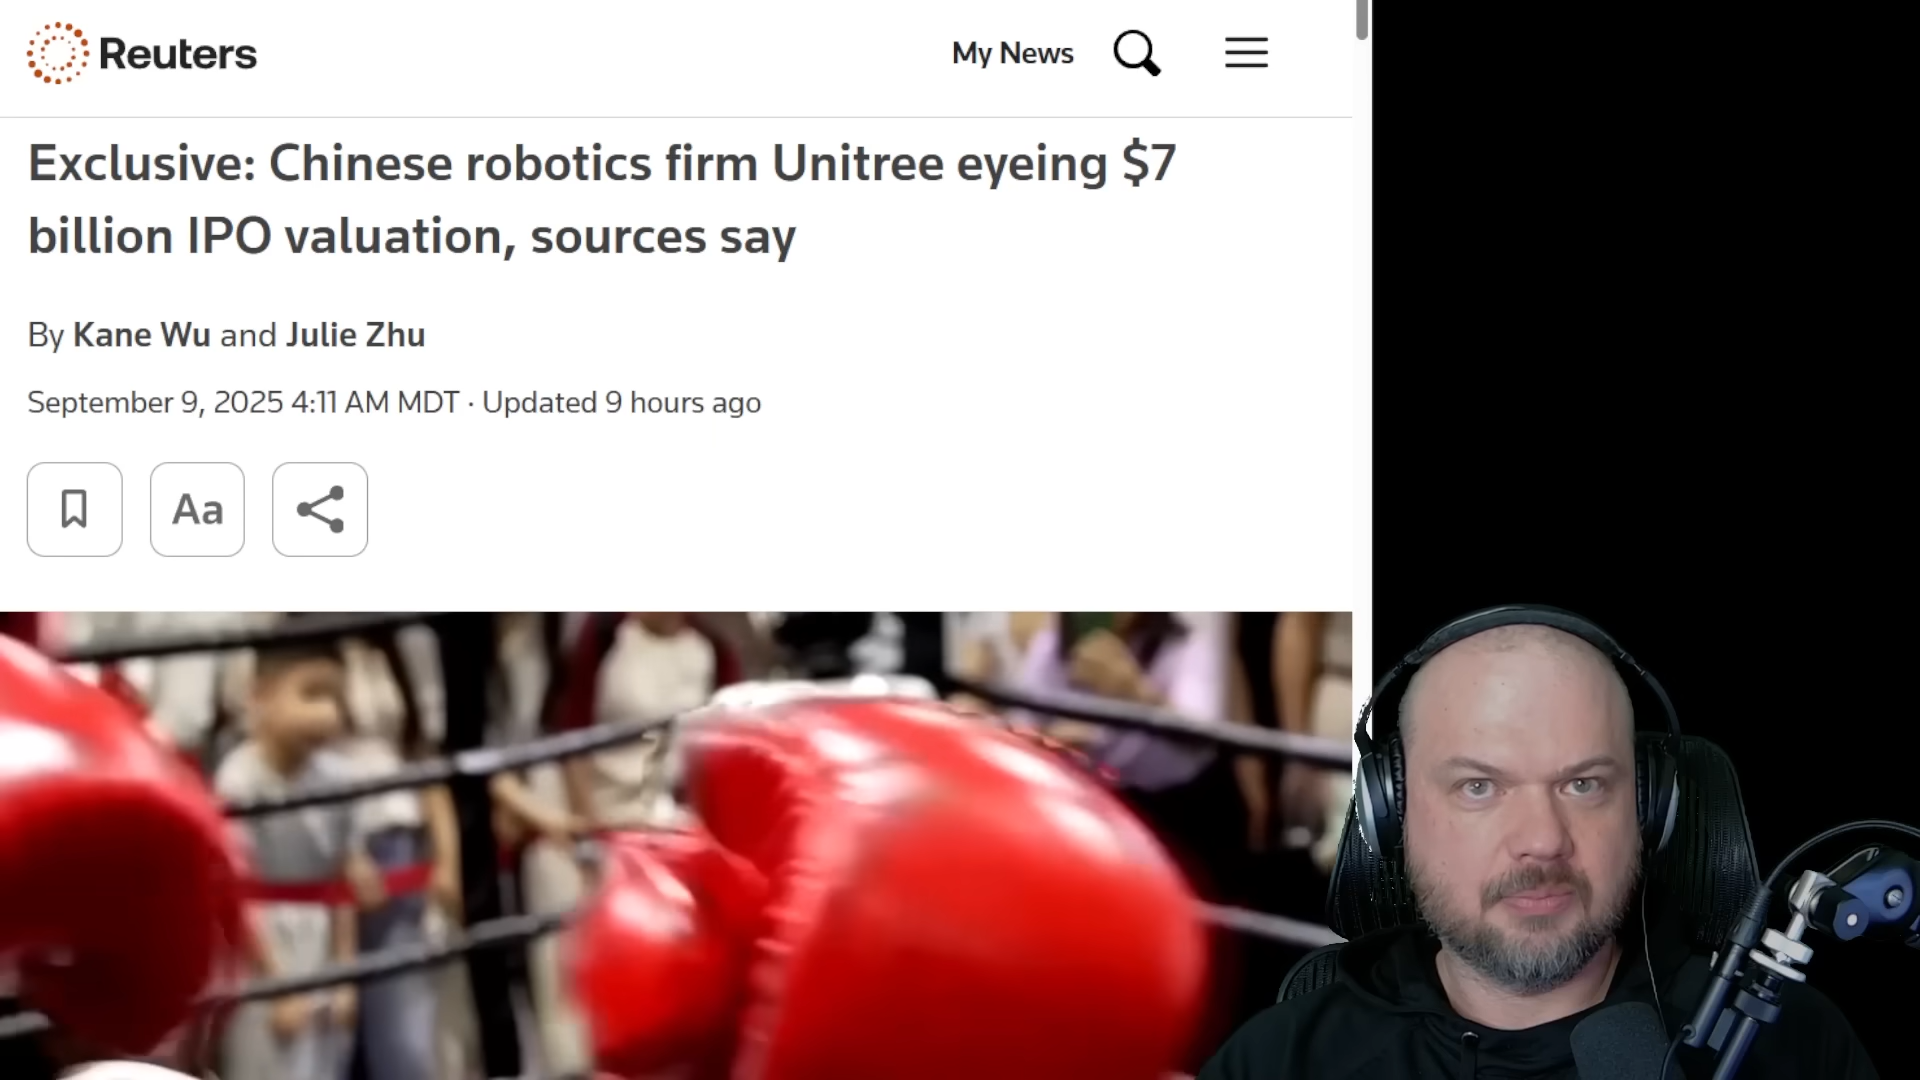 Reuters
My News
Exclusive: Chinese robotics firm Unitree eyeing $7
billion IPO valuation, sources say
By Kane Wu and Julie Zhu
September 9, 2025 4:11 AM MDT · Updated 9 hours ago
Aa